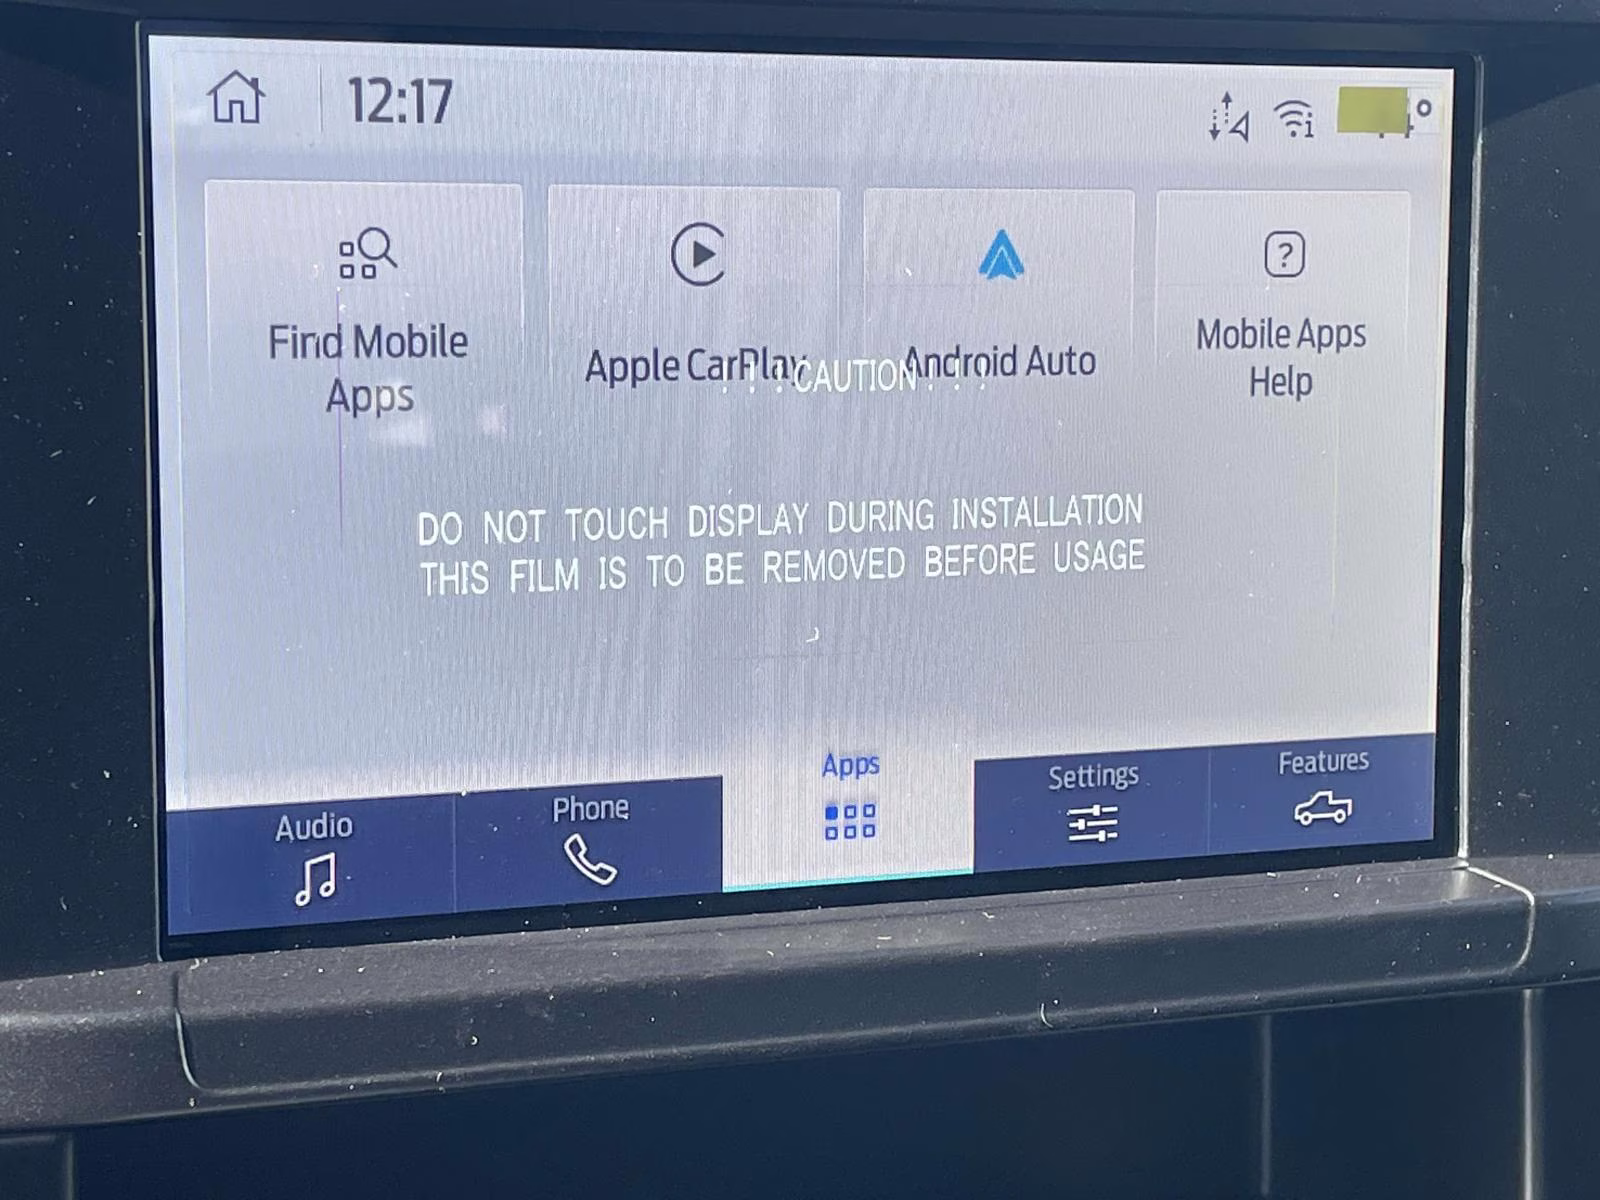 12:17
Find Mobile
Apps
Apple CarPlay
Android Auto
Mobile Apps
Help
! ! ! CAUTION ! ! !
DO NOT TOUCH DISPLAY DURING INSTALLATION
THIS FILM IS TO BE REMOVED BEFORE USAGE
Audio
Phone
Apps
Settings
Features